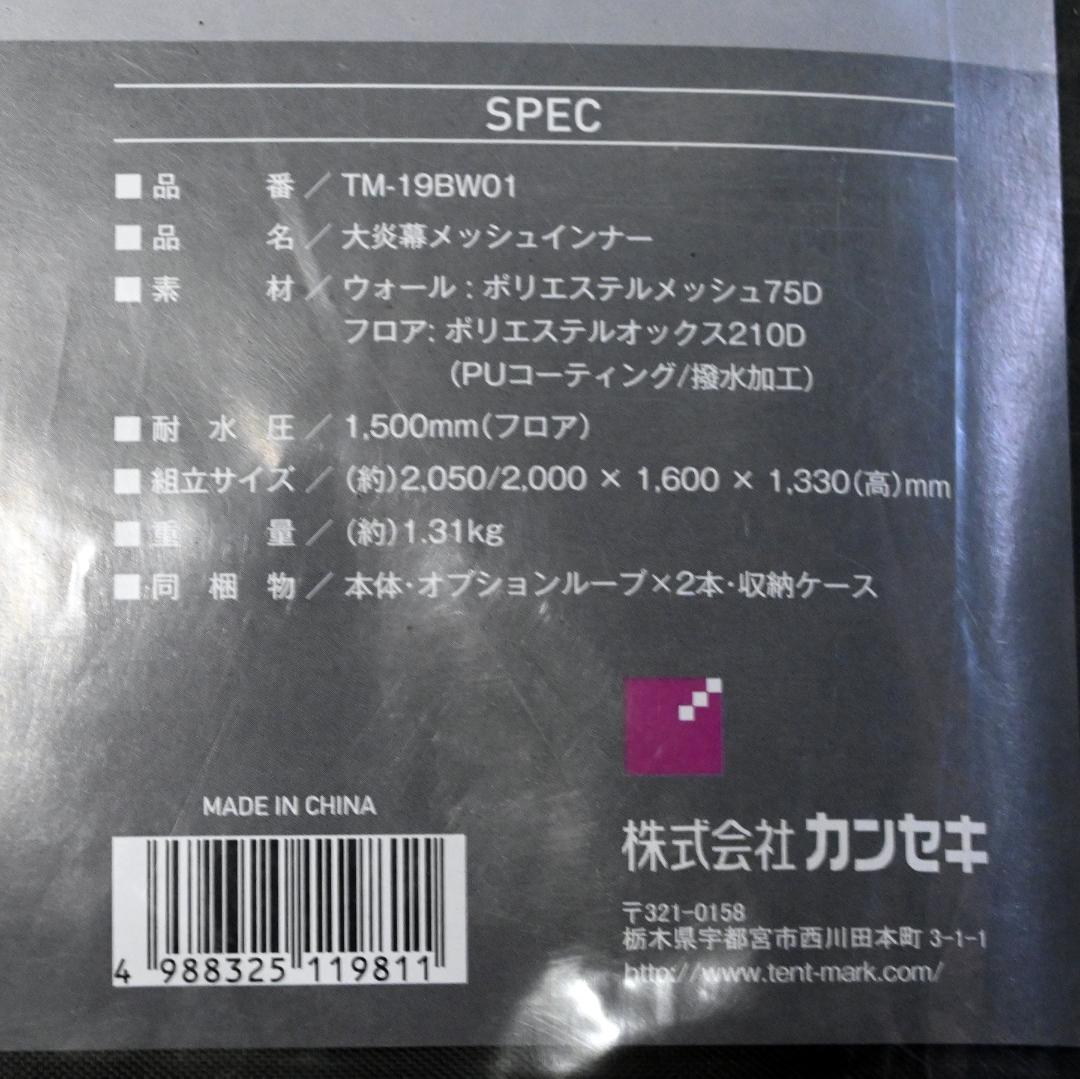 SPEC
■品 番／TM-19BW01
■品 名／大炎幕メッシュインナー
■素 材／ウォール：ポリエステルメッシュ75D
フロア：ポリエステルオックス210D
（PUコーティング/撥水加工）
■耐 水 圧／1,500mm（フロア）
■組立サイズ／（約）2,050/2,000 × 1,600 × 1,330（高）mm
■重 量／（約）1.31kg
■同 梱 物／本体・オプションループ×2本・収納ケース
MADE IN CHINA
4 988325 119811
株式会社カンセキ
〒321-0158
栃木県宇都宮市西川田本町 3-1-1
http://www.tent-mark.com/